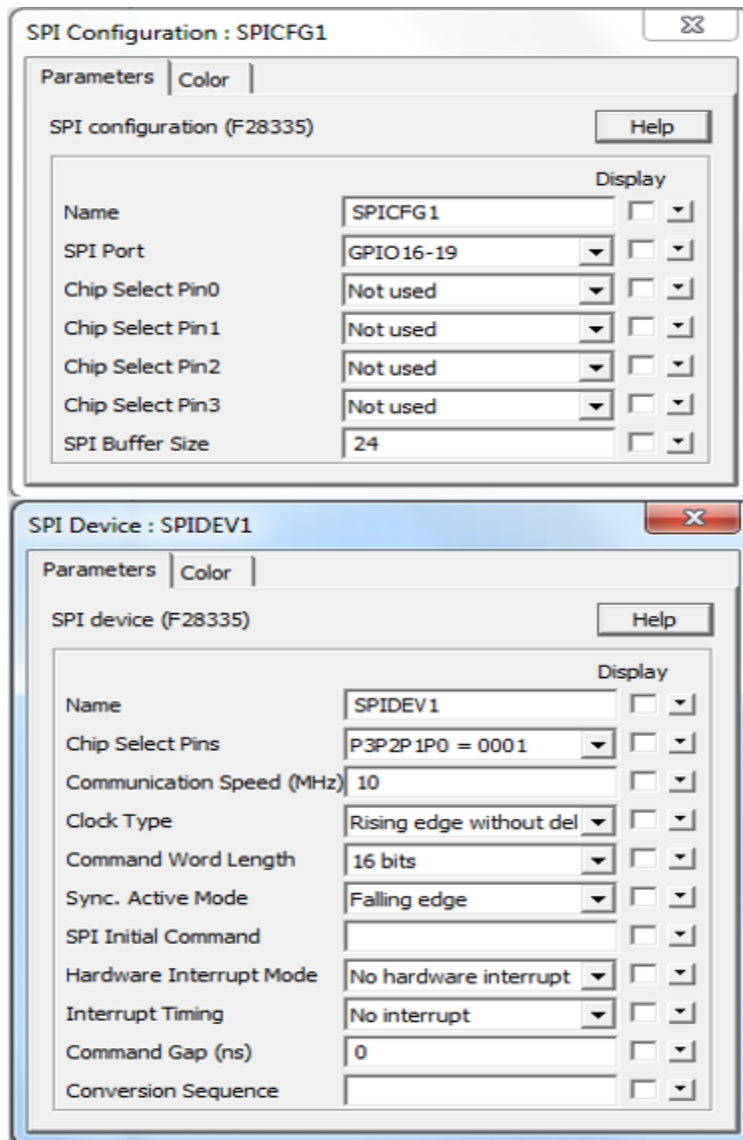 SPI Configuration : SPICFG1
Parameters Color
SPI configuration (F28335) Help
Display
Name SPICFG1
SPI Port GPIO16-19
Chip Select Pin0 Not used
Chip Select Pin1 Not used
Chip Select Pin2 Not used
Chip Select Pin3 Not used
SPI Buffer Size 24
SPI Device : SPIDEV1
Parameters Color
SPI device (F28335) Help
Display
Name SPIDEV1
Chip Select Pins P3P2P1P0 = 0001
Communication Speed (MHz) 10
Clock Type Rising edge without del
Command Word Length 16 bits
Sync. Active Mode Falling edge
SPI Initial Command
Hardware Interrupt Mode No hardware interrupt
Interrupt Timing No interrupt
Command Gap (ns) 0
Conversion Sequence